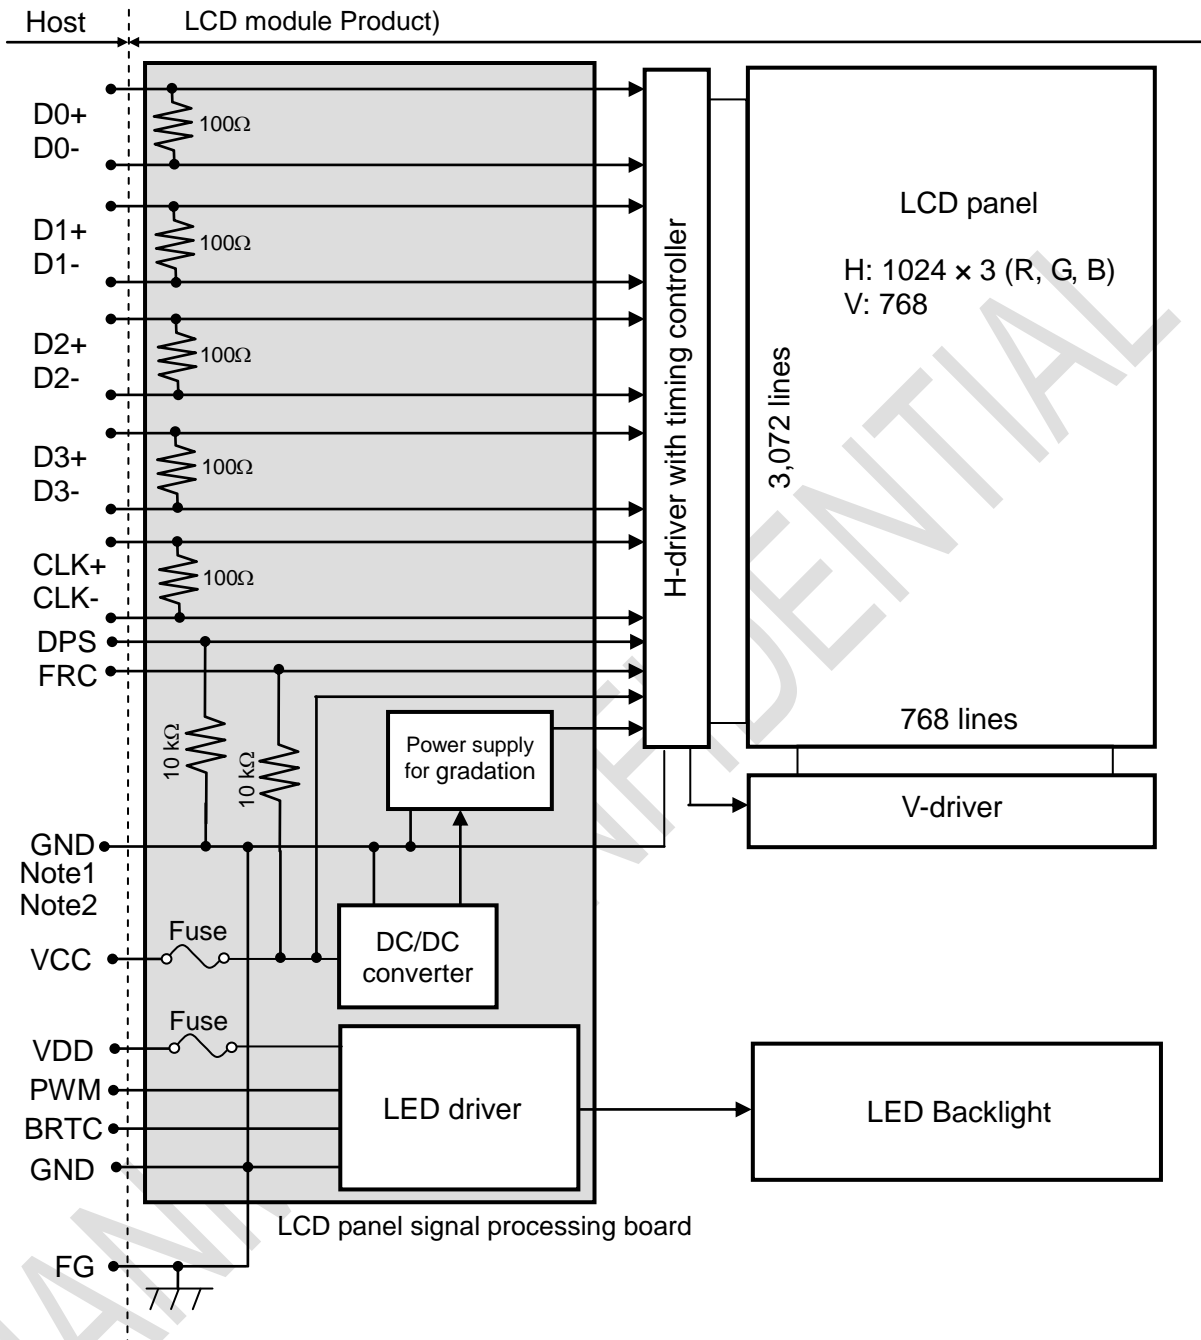 Host
LCD module Product)
D0+
D0-
100Ω
D1+
D1-
100Ω
D2+
D2-
100Ω
D3+
D3-
100Ω
CLK+
CLK-
100Ω
DPS
FRC
10 kΩ
10 kΩ
Power supply
for gradation
H-driver with timing controller
LCD panel
H: 1024 × 3 (R, G, B)
V: 768
3,072 lines
768 lines
V-driver
GND
Note1
Note2
Fuse
VCC
DC/DC
converter
Fuse
VDD
PWM
BRTC
GND
LED driver
LED Backlight
LCD panel signal processing board
FG